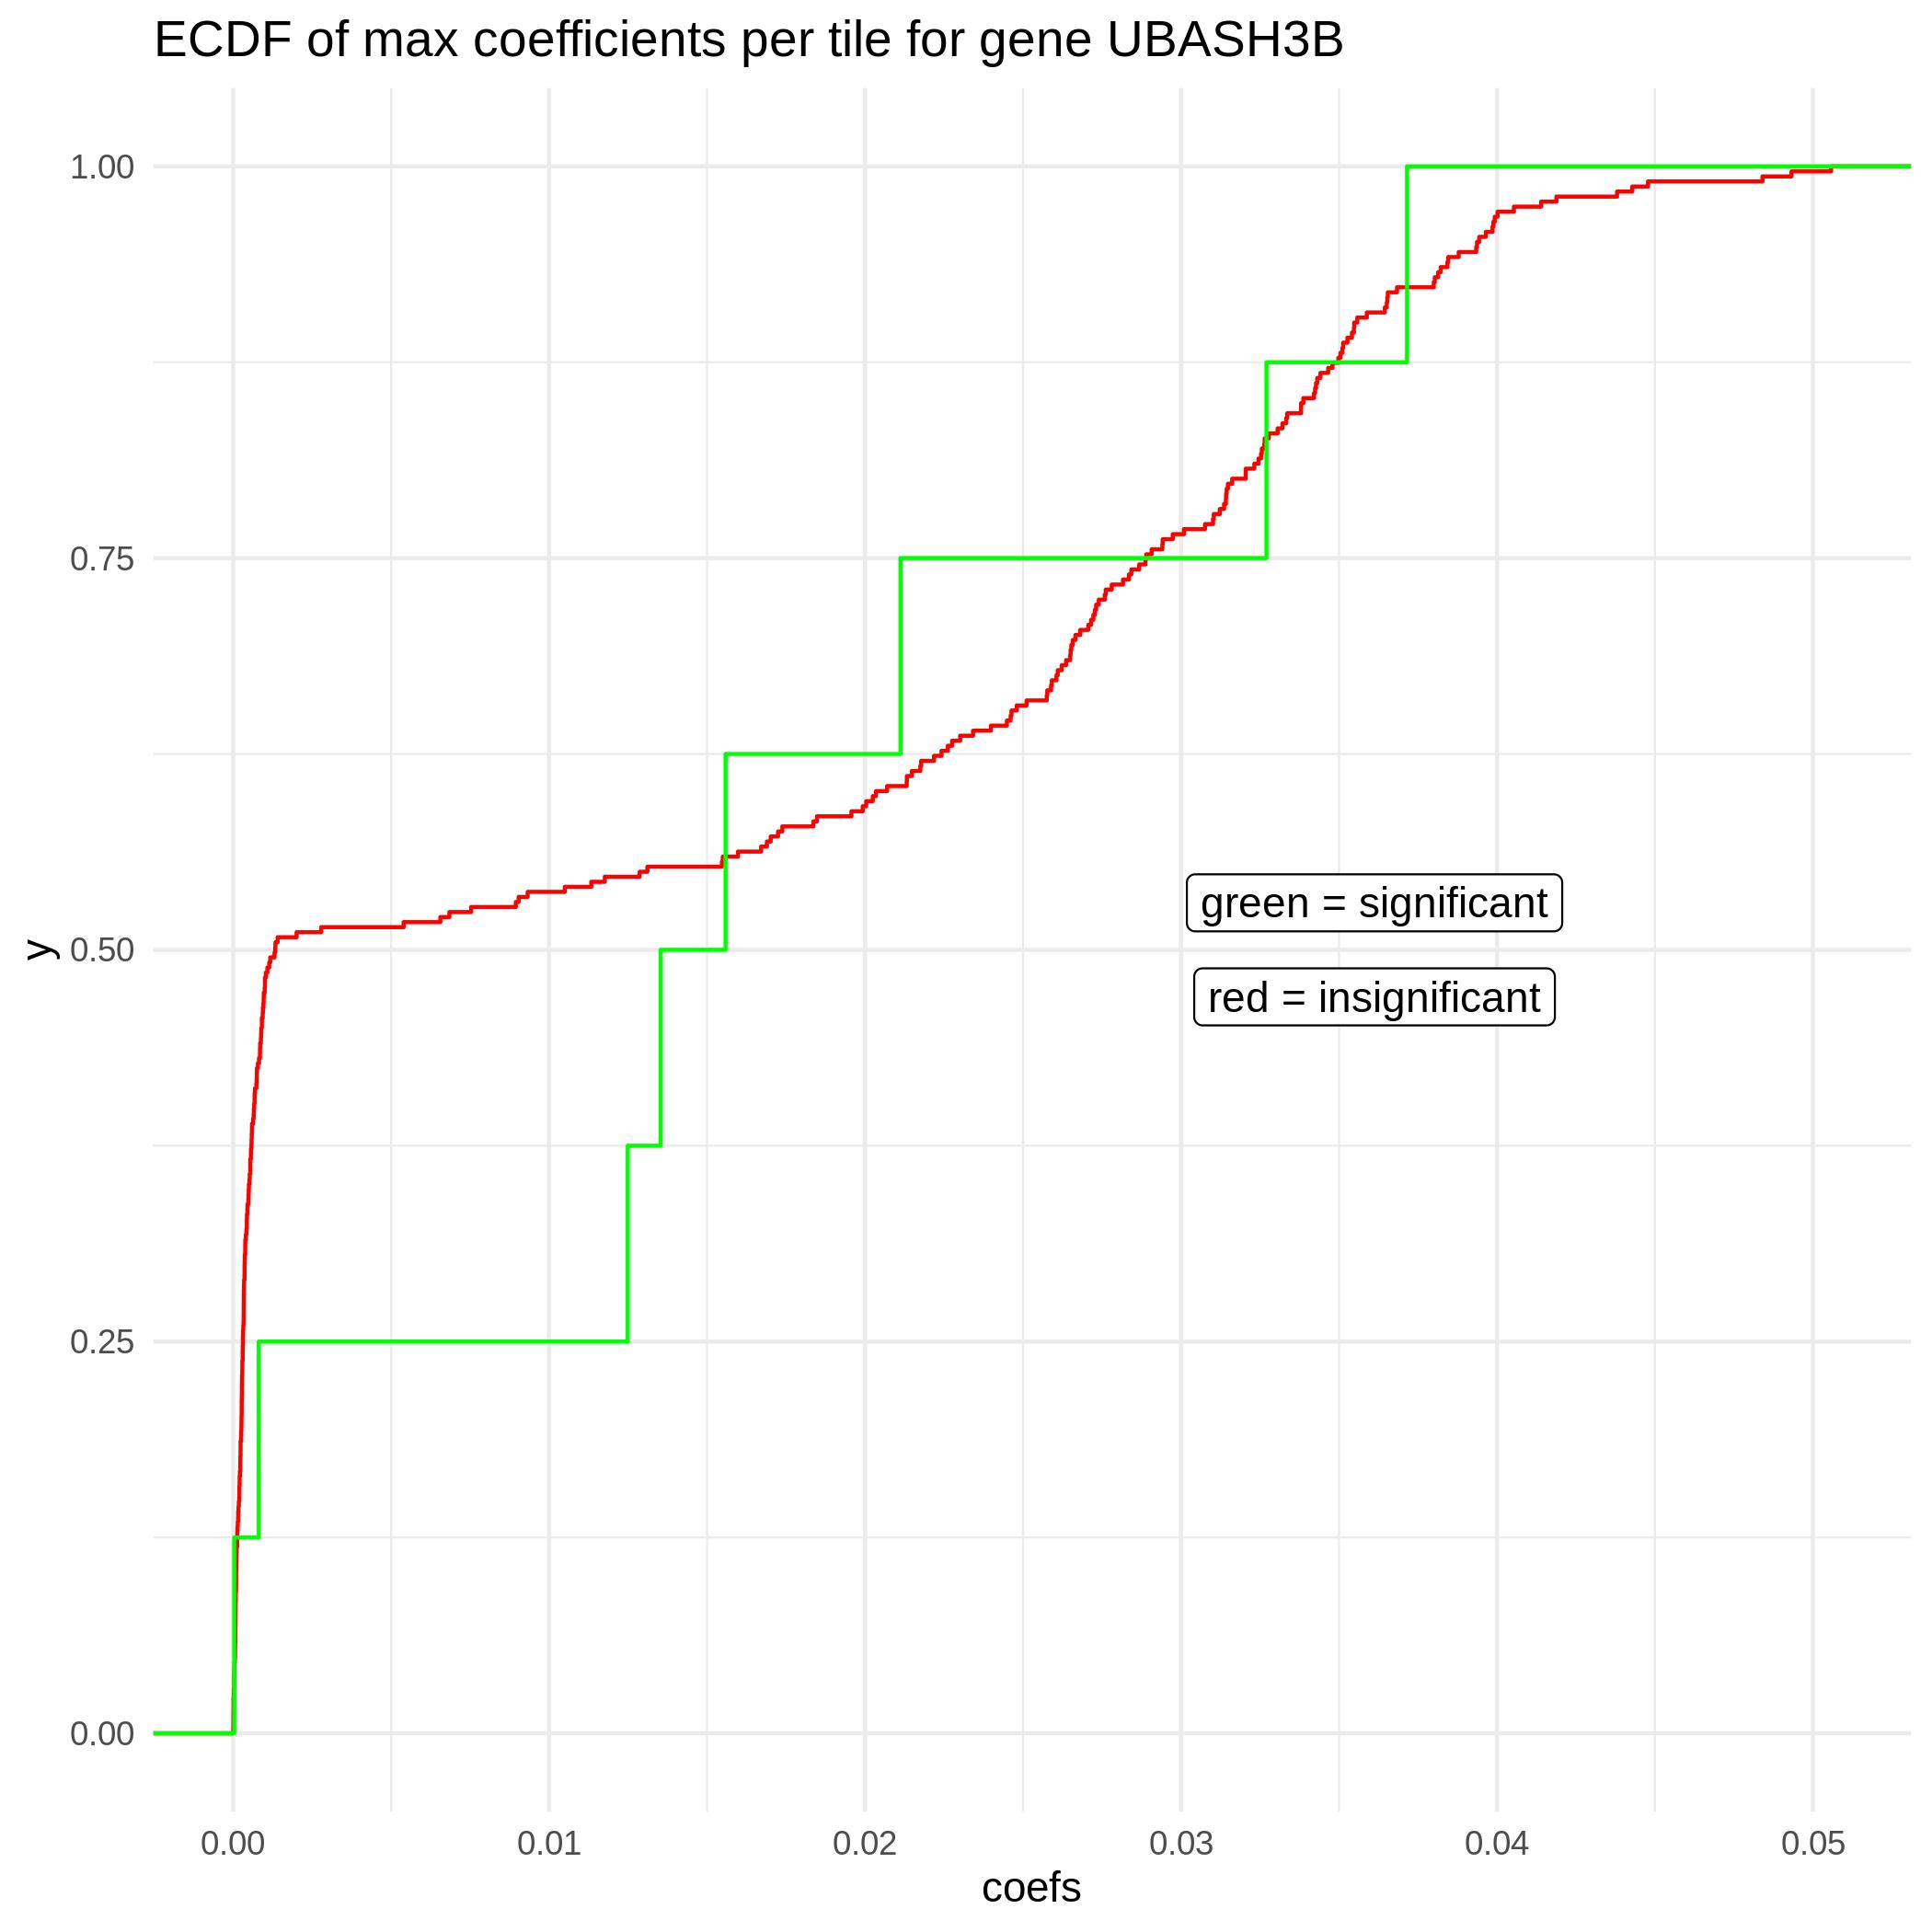 ECDF of max coefficients per tile for gene UBASH3B
1.00
0.75
0.50
0.25
0.00
y
green = significant
red = insignificant
0.00 0.01 0.02 0.03 0.04 0.05
coefs